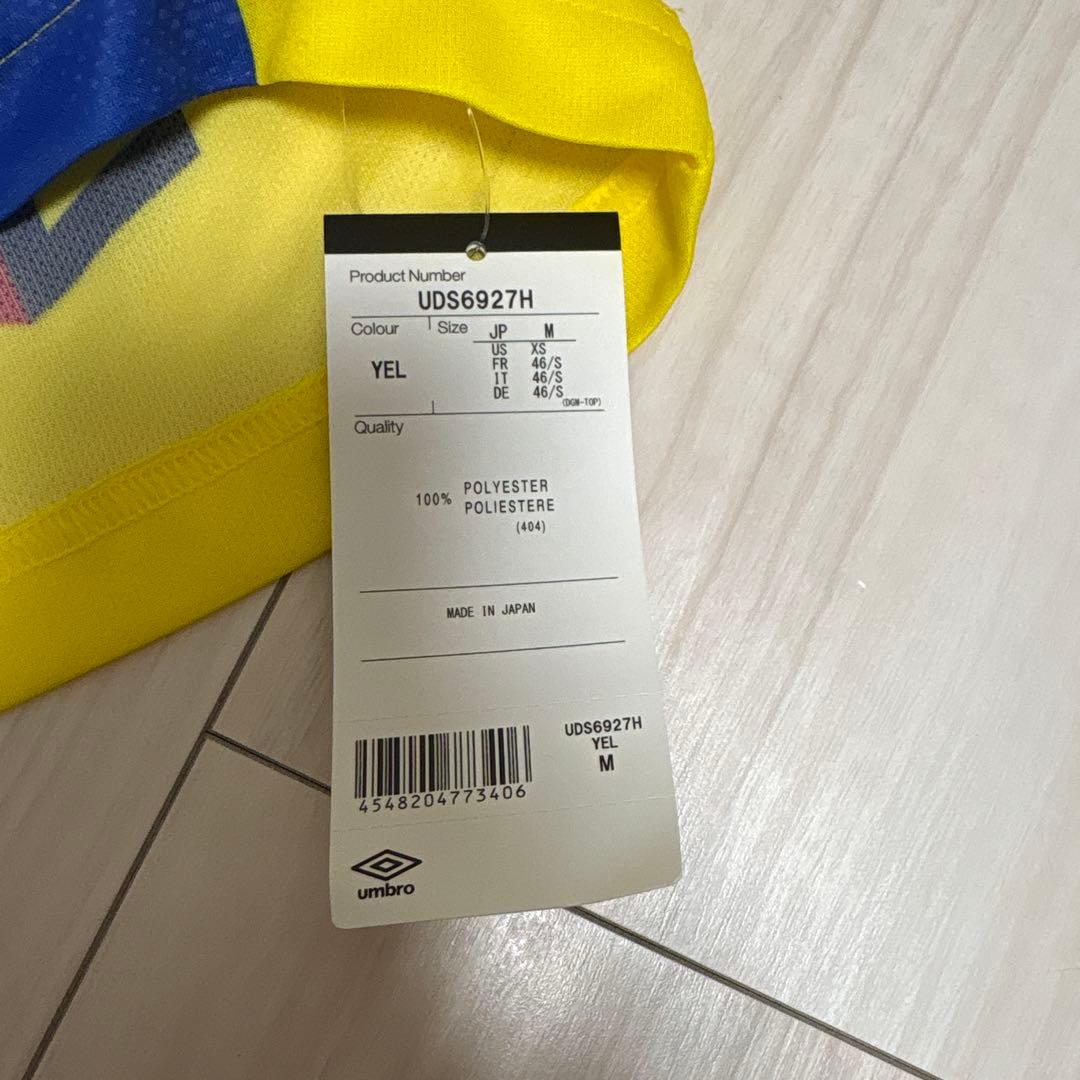 Product Number
UDS6927H
Colour
Size JP M
YEL
US XS
FR 46/S
IT 46/S
DE 46/S
(DGM-TOP)
Quality
100% POLYESTER
POLIESTERE
(404)
MADE IN JAPAN
UDS6927H
YEL
M
4548204773406
umbro